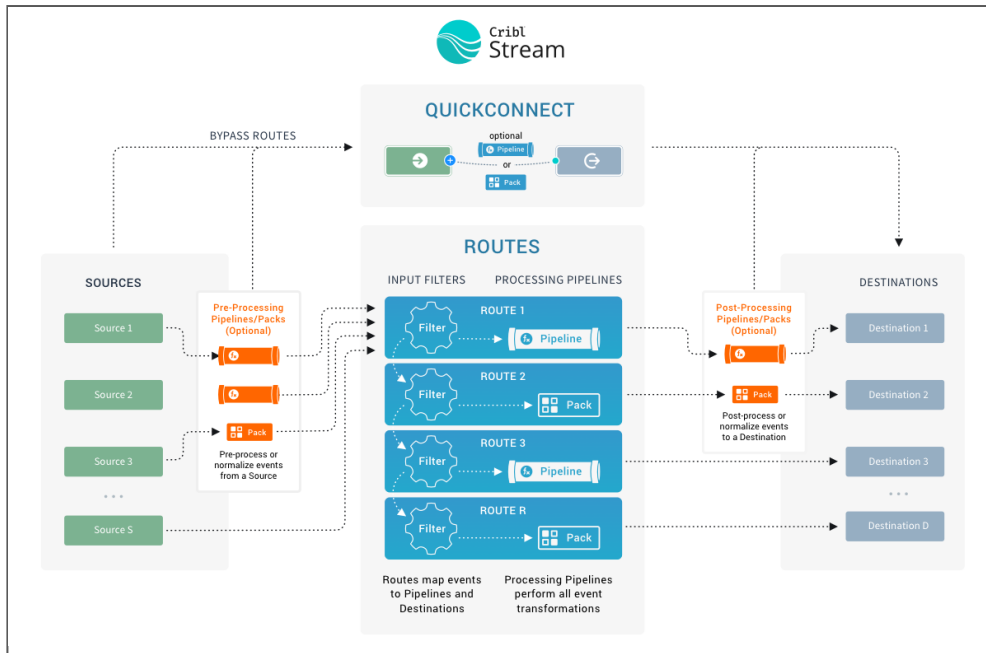 Cribl
Stream
QUICKCONNECT
BYPASS ROUTES
optional
Pipeline
or
Pack
ROUTES
SOURCES
INPUT FILTERS
PROCESSING PIPELINES
DESTINATIONS
Pre-Processing
Pipelines/Packs
(Optional)
Post-Processing
Pipelines/Packs
(Optional)
Source 1
ROUTE 1
Filter
fx Pipeline
Destination 1
Source 2
ROUTE 2
Filter
Pack
Pack
Destination 2
Pack
Post-process or
normalize events
to a Destination
Source 3
Pre-process or
normalize events
from a Source
ROUTE 3
Filter
fx Pipeline
Destination 3
...
...
Source S
ROUTE R
Filter
Pack
Destination D
Routes map events
to Pipelines and
Destinations
Processing Pipelines
perform all event
transformations